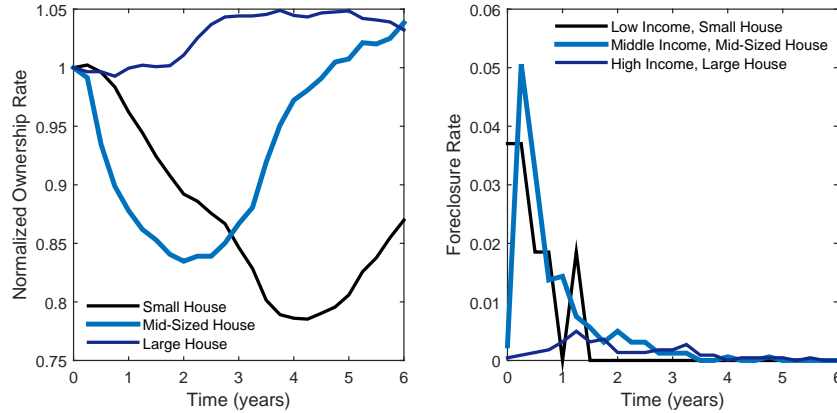 1.05
1
0.95
0.9
0.85
0.8
0.75
Normalized Ownership Rate
Small House
Mid-Sized House
Large House
0 1 2 3 4 5 6
Time (years)
0.06
0.05
0.04
0.03
0.02
0.01
0
Foreclosure Rate
Low Income, Small House
Middle Income, Mid-Sized House
High Income, Large House
0 1 2 3 4 5 6
Time (years)